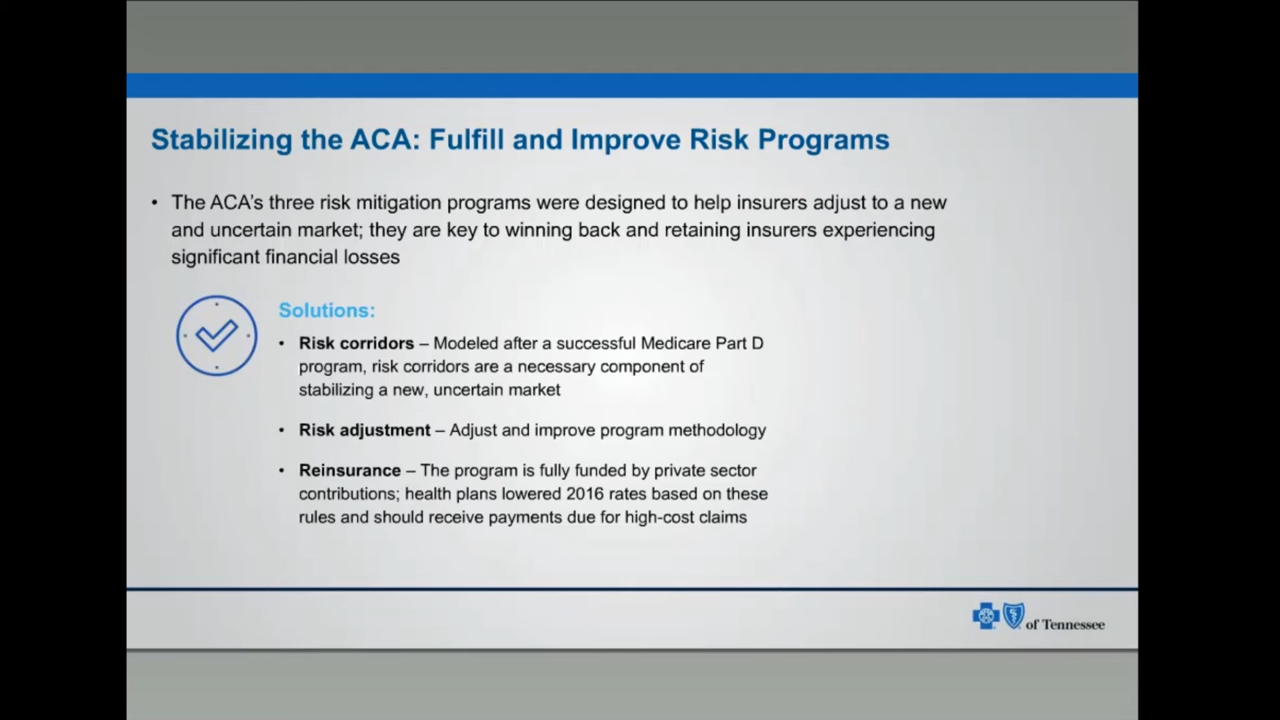 Stabilizing the ACA: Fulfill and Improve Risk Programs
• The ACA's three risk mitigation programs were designed to help insurers adjust to a new
and uncertain market; they are key to winning back and retaining insurers experiencing
significant financial losses
Solutions:
• Risk corridors – Modeled after a successful Medicare Part D
program, risk corridors are a necessary component of
stabilizing a new, uncertain market
• Risk adjustment – Adjust and improve program methodology
• Reinsurance – The program is fully funded by private sector
contributions; health plans lowered 2016 rates based on these
rules and should receive payments due for high-cost claims
of Tennessee